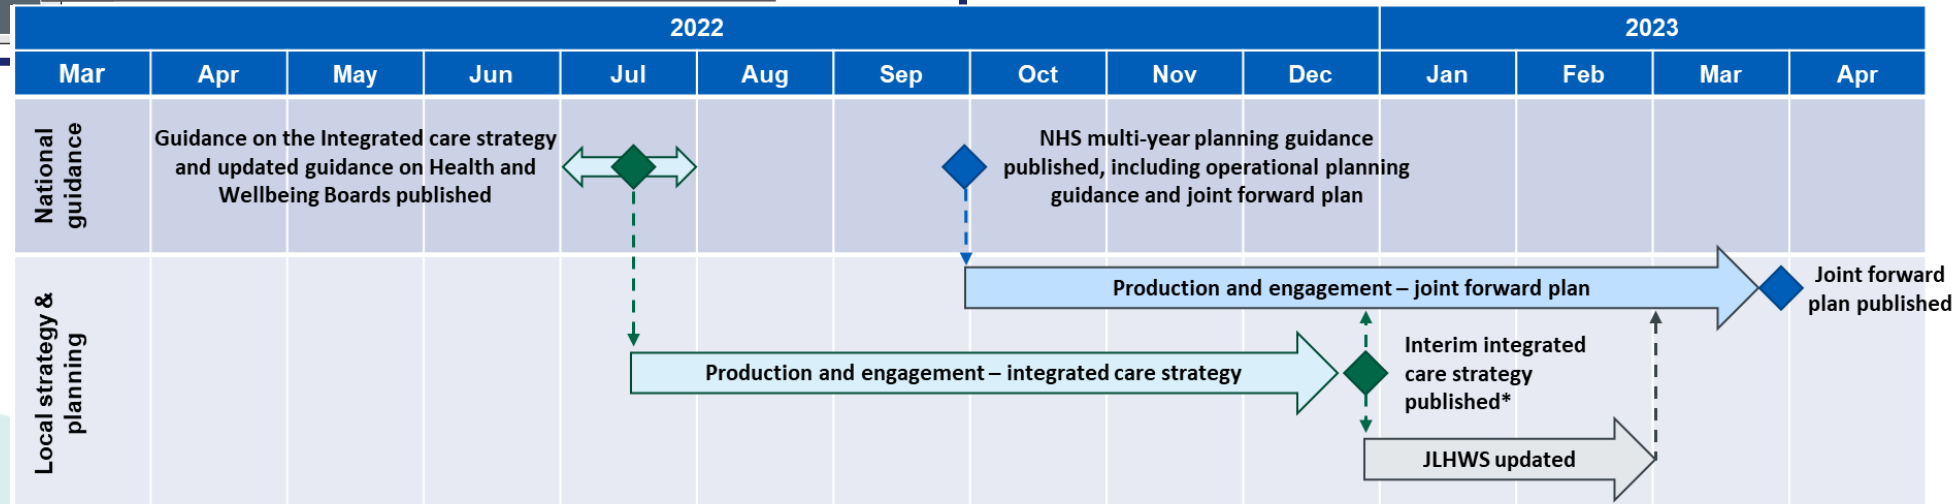 2022
2023
Mar
Apr
May
Jun
Jul
Aug
Sep
Oct
Nov
Dec
Jan
Feb
Mar
Apr
National
guidance
Guidance on the Integrated care strategy
and updated guidance on Health and
Wellbeing Boards published
NHS multi-year planning guidance
published, including operational planning
guidance and joint forward plan
Local strategy &
planning
Production and engagement – joint forward plan
Joint forward
plan published
Production and engagement – integrated care strategy
Interim integrated
care strategy
published*
JLHWS updated